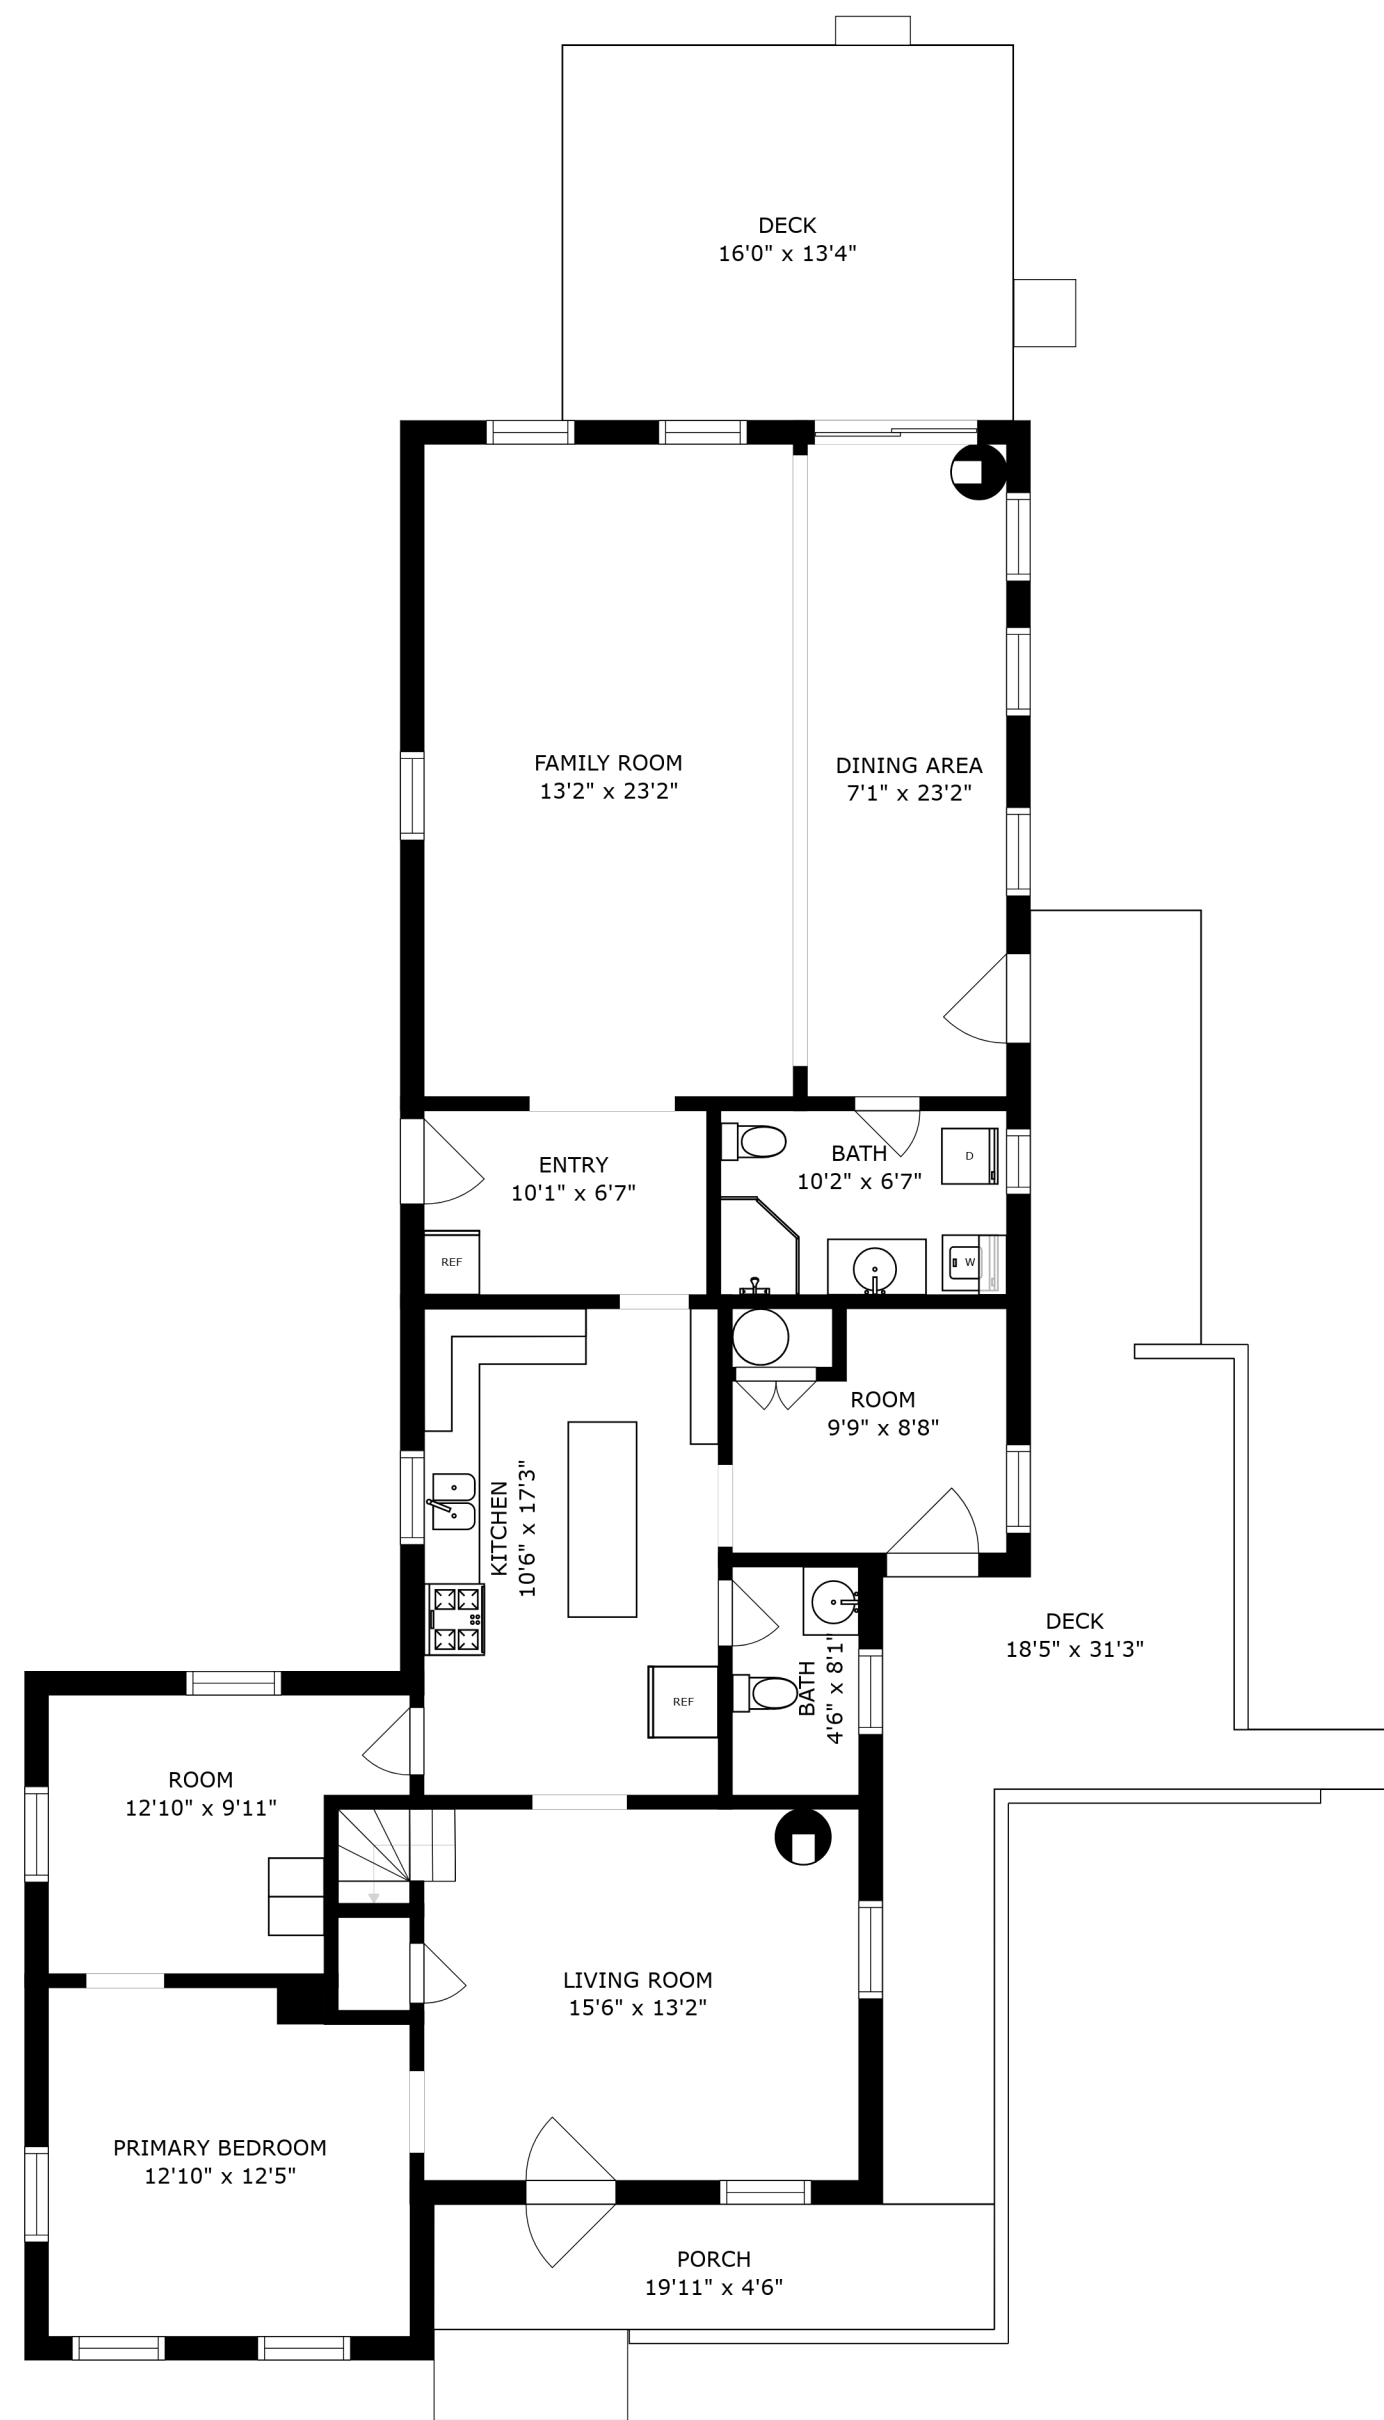 DECK
16'0" x 13'4"
FAMILY ROOM
13'2" x 23'2"
DINING AREA
7'1" x 23'2"
ENTRY
10'1" x 6'7"
REF
BATH
10'2" x 6'7"
D
W
ROOM
9'9" x 8'8"
KITCHEN
10'6" x 17'3"
REF
BATH
4'6" x 8'1"
DECK
18'5" x 31'3"
ROOM
12'10" x 9'11"
LIVING ROOM
15'6" x 13'2"
PRIMARY BEDROOM
12'10" x 12'5"
PORCH
19'11" x 4'6"